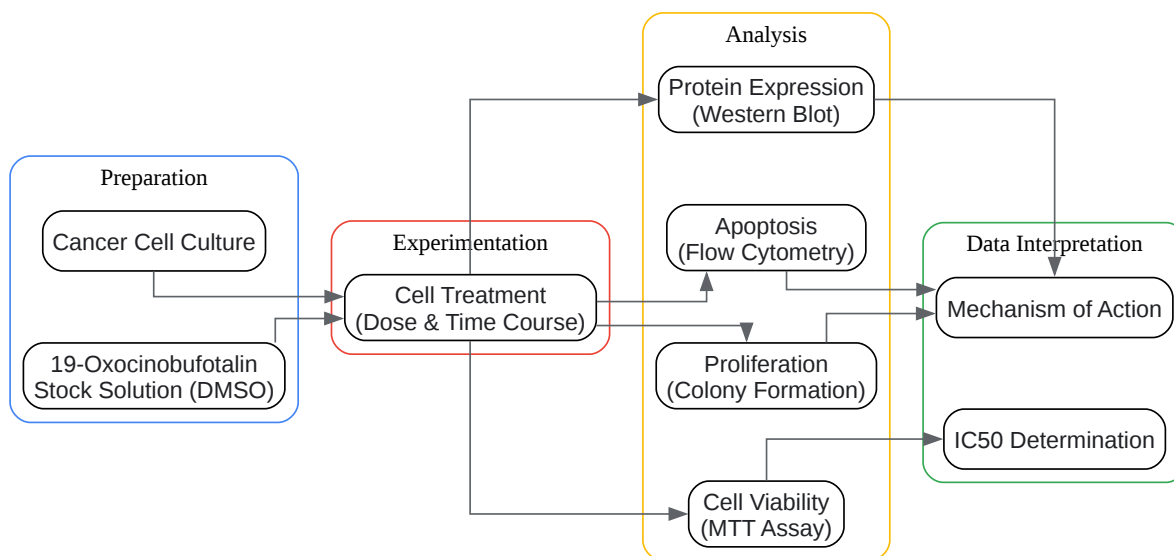 Preparation
Cancer Cell Culture
19-Oxocinobufotalin
Stock Solution (DMSO)
Experimentation
Cell Treatment
(Dose & Time Course)
Analysis
Protein Expression
(Western Blot)
Apoptosis
(Flow Cytometry)
Proliferation
(Colony Formation)
Cell Viability
(MTT Assay)
Data Interpretation
Mechanism of Action
IC50 Determination